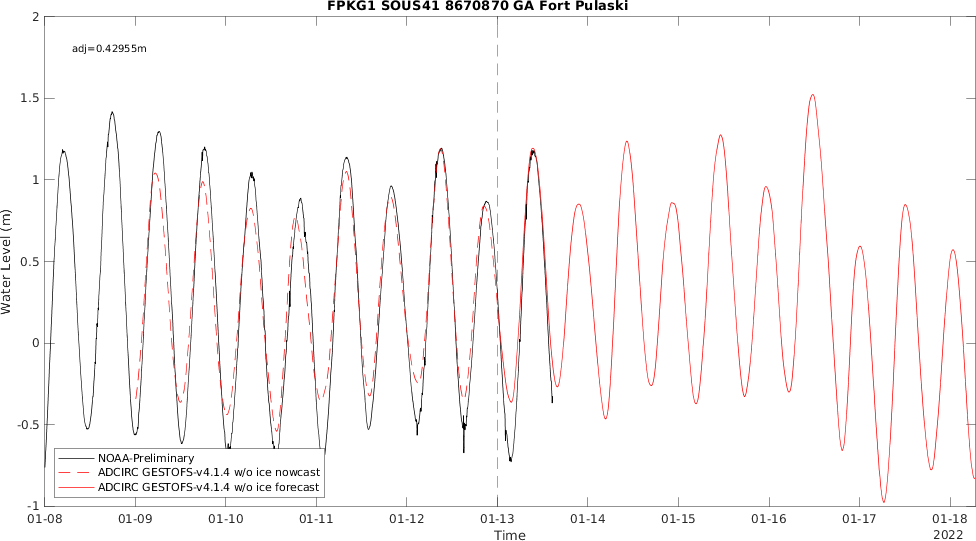 FPKG1 SOUS41 8670870 GA Fort Pulaski
adj=0.42955m
2
1.5
1
0.5
0
-0.5
-1
Water Level (m)
NOAA-Preliminary
ADCIRC GESTOFS-v4.1.4 w/o ice nowcast
ADCIRC GESTOFS-v4.1.4 w/o ice forecast
01-08 01-09 01-10 01-11 01-12 01-13 01-14 01-15 01-16 01-17 01-18
Time
2022